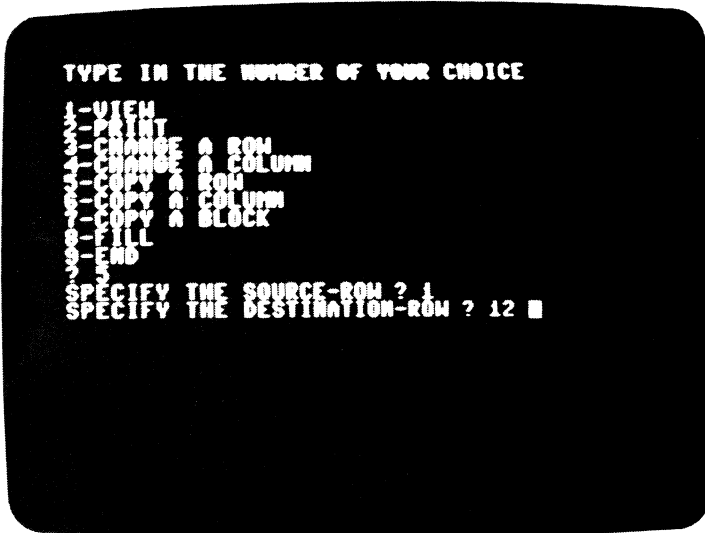 TYPE IN THE NUMBER OF YOUR CHOICE
1-VIEW
2-PRINT
3-CHANGE A ROW
4-CHANGE A COLUMN
5-COPY A ROW
6-COPY A COLUMN
7-COPY A BLOCK
8-FILL
9-END
? 5
SPECIFY THE SOURCE-ROW ? 1
SPECIFY THE DESTINATION-ROW ? 12